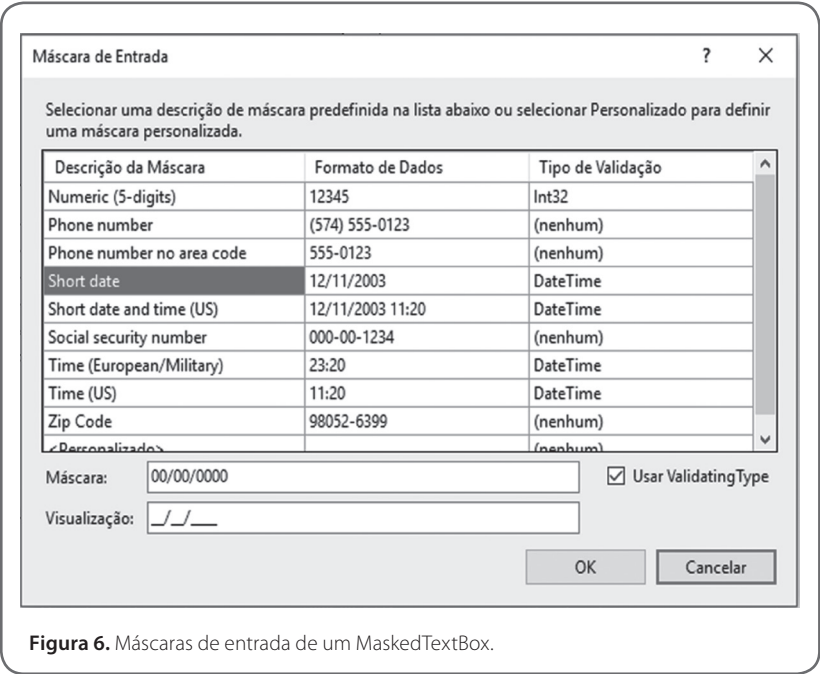 Máscara de Entrada ? ×
Selecionar uma descrição de máscara predefinida na lista abaixo ou selecionar Personalizado para definir
uma máscara personalizada.
Descrição da Máscara Formato de Dados Tipo de Validação
Numeric (5-digits) 12345 Int32
Phone number (574) 555-0123 (nenhum)
Phone number no area code 555-0123 (nenhum)
Short date 12/11/2003 DateTime
Short date and time (US) 12/11/2003 11:20 DateTime
Social security number 000-00-1234 (nenhum)
Time (European/Military) 23:20 DateTime
Time (US) 11:20 DateTime
Zip Code 98052-6399 (nenhum)
<Personalizado> (nenhum)
Máscara: 00/00/0000 Usar ValidatingType
Visualização: __/__/____
OK Cancelar
Figura 6. Máscaras de entrada de um MaskedTextBox.